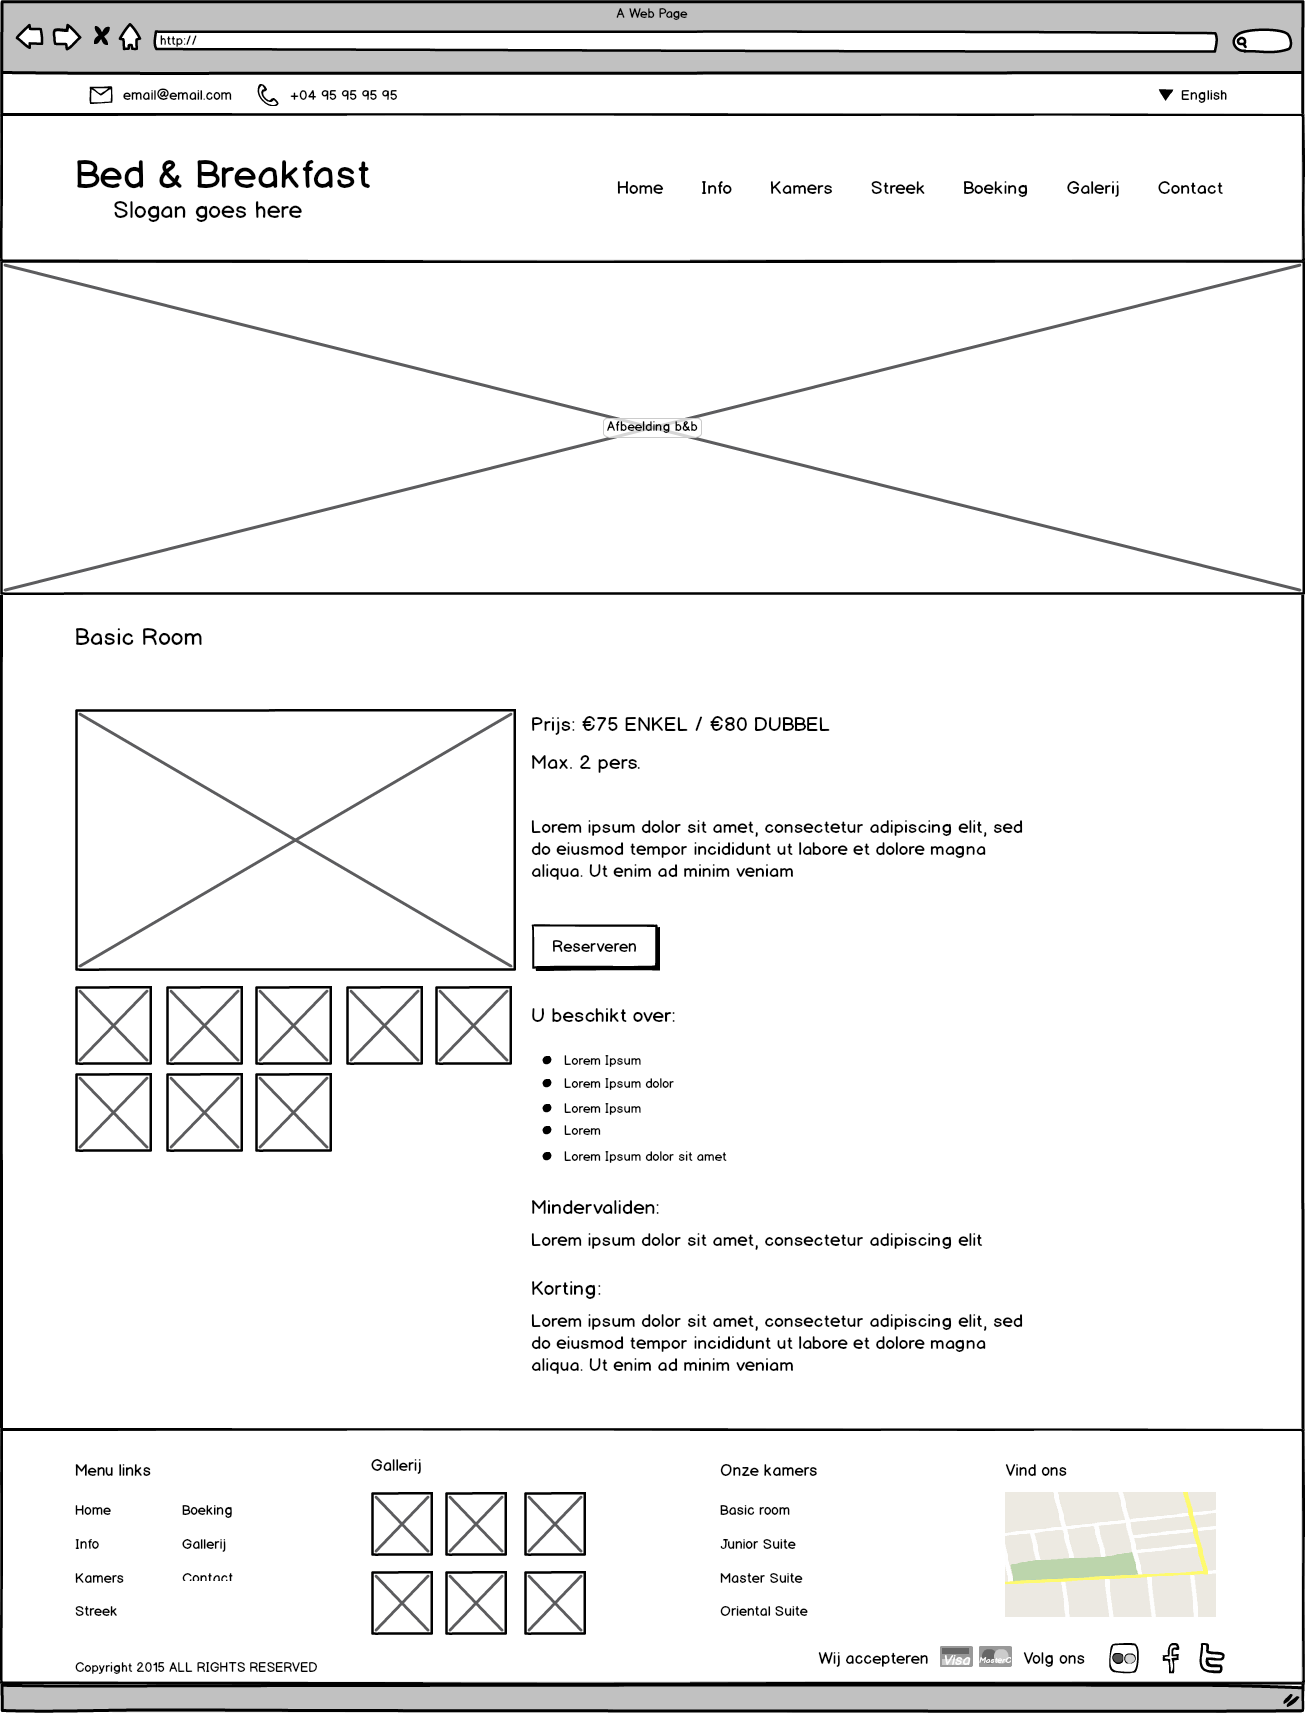 A Web Page
http://
email@email.com +04 95 95 95 95 English
Bed & Breakfast
Slogan goes here
Home Info Kamers Streek Boeking Galerij Contact
Afbeelding b&b
Basic Room
Prijs: €75 ENKEL / €80 DUBBEL
Max. 2 pers.
Lorem ipsum dolor sit amet, consectetur adipiscing elit, sed
do eiusmod tempor incididunt ut labore et dolore magna
aliqua. Ut enim ad minim veniam
Reserveren
U beschikt over:
Lorem Ipsum
Lorem Ipsum dolor
Lorem Ipsum
Lorem
Lorem Ipsum dolor sit amet
Mindervaliden:
Lorem ipsum dolor sit amet, consectetur adipiscing elit
Korting:
Lorem ipsum dolor sit amet, consectetur adipiscing elit, sed
do eiusmod tempor incididunt ut labore et dolore magna
aliqua. Ut enim ad minim veniam
Menu links
Home
Info
Kamers
Streek
Boeking
Gallerij
Contact
Gallerij
Onze kamers
Basic room
Junior Suite
Master Suite
Oriental Suite
Vind ons
Copyright 2015 ALL RIGHTS RESERVED
Wij accepteren Visa MasterC Volg ons